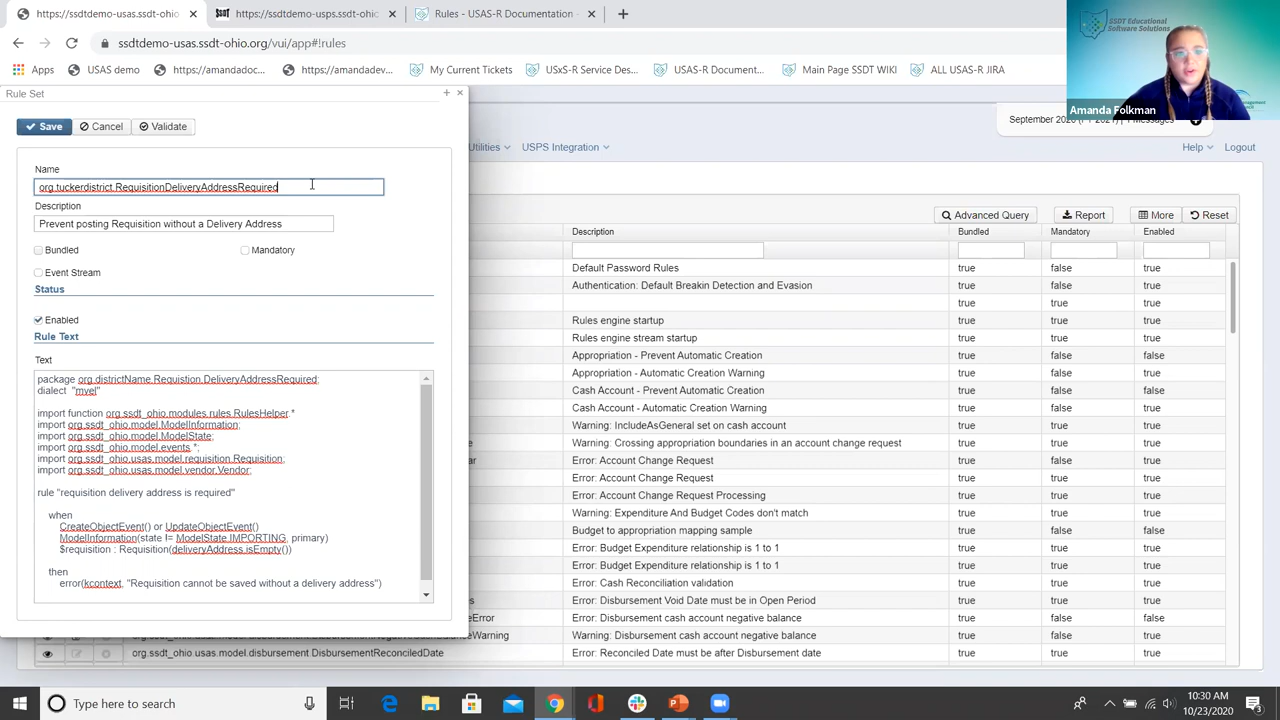 https://ssdtdemo-usas.ssdt-ohio.
SSDT https://ssdtdemo-usps.ssdt-ohio
Rules - USAS-R Documentation -
ssdtdemo-usas.ssdt-ohio.org/vui/app#!rules
Apps USAS demo https://amandadoc... https://amandadev... My Current Tickets USxS-R Service Des... USAS-R Document... Main Page SSDT WIKI ALL USAS-R JIRA
SSDT Educational
Software Solutions
Amanda Folkman
Rule Set
Save Cancel Validate
Utilities USPS Integration Help Logout
Name
org.tuckerdistrict.RequisitionDeliveryAddressRequired
Description
Prevent posting Requisition without a Delivery Address
Bundled Mandatory
Event Stream
Status
Enabled
Rule Text
Text
package org.districtName.Requistion.DeliveryAddressRequired;
dialect "mvel"
import function org.ssdt_ohio.modules.rules.RulesHelper.*
import org.ssdt_ohio.model.ModelInformation;
import org.ssdt_ohio.model.ModelState;
import org.ssdt_ohio.model.events.*;
import org.ssdt_ohio.usas.model.requisition.Requisition;
import org.ssdt_ohio.usas.model.vendor.Vendor;
rule "requisition delivery address is required"
when
CreateObjectEvent() or UpdateObjectEvent()
ModelInformation(state != ModelState.IMPORTING, primary)
$requisition : Requisition(deliveryAddress.isEmpty())
then
error(kcontext, "Requisition cannot be saved without a delivery address")
Advanced Query Report More Reset
Description Bundled Mandatory Enabled
Default Password Rules true false true
Authentication: Default Breakin Detection and Evasion true false true
true true true
Rules engine startup true true true
Rules engine stream startup true true true
Appropriation - Prevent Automatic Creation true false false
Appropriation - Automatic Creation Warning true false true
Cash Account - Prevent Automatic Creation true false false
Cash Account - Automatic Creation Warning true false true
Warning: IncludeAsGeneral set on cash account true true true
Warning: Crossing appropriation boundaries in an account change request true false true
Error: Account Change Request true false true
Error: Account Change Request true true true
Error: Account Change Request Processing true true true
Warning: Expenditure And Budget Codes don't match true true true
Budget to appropriation mapping sample true false false
Error: Budget Expenditure relationship is 1 to 1 true true true
Error: Budget Expenditure relationship is 1 to 1 true true true
Error: Cash Reconciliation validation true true true
Error: Disbursement Void Date must be in Open Period true true true
Error: Disbursement cash account negative balance true false false
Warning: Disbursement cash account negative balance true true true
org.ssdt_ohio.usas.model.disbursement.DisbursementReconciledDate Error: Reconciled Date must be after Disbursement date true true true
Type here to search
10:30 AM
10/23/2020